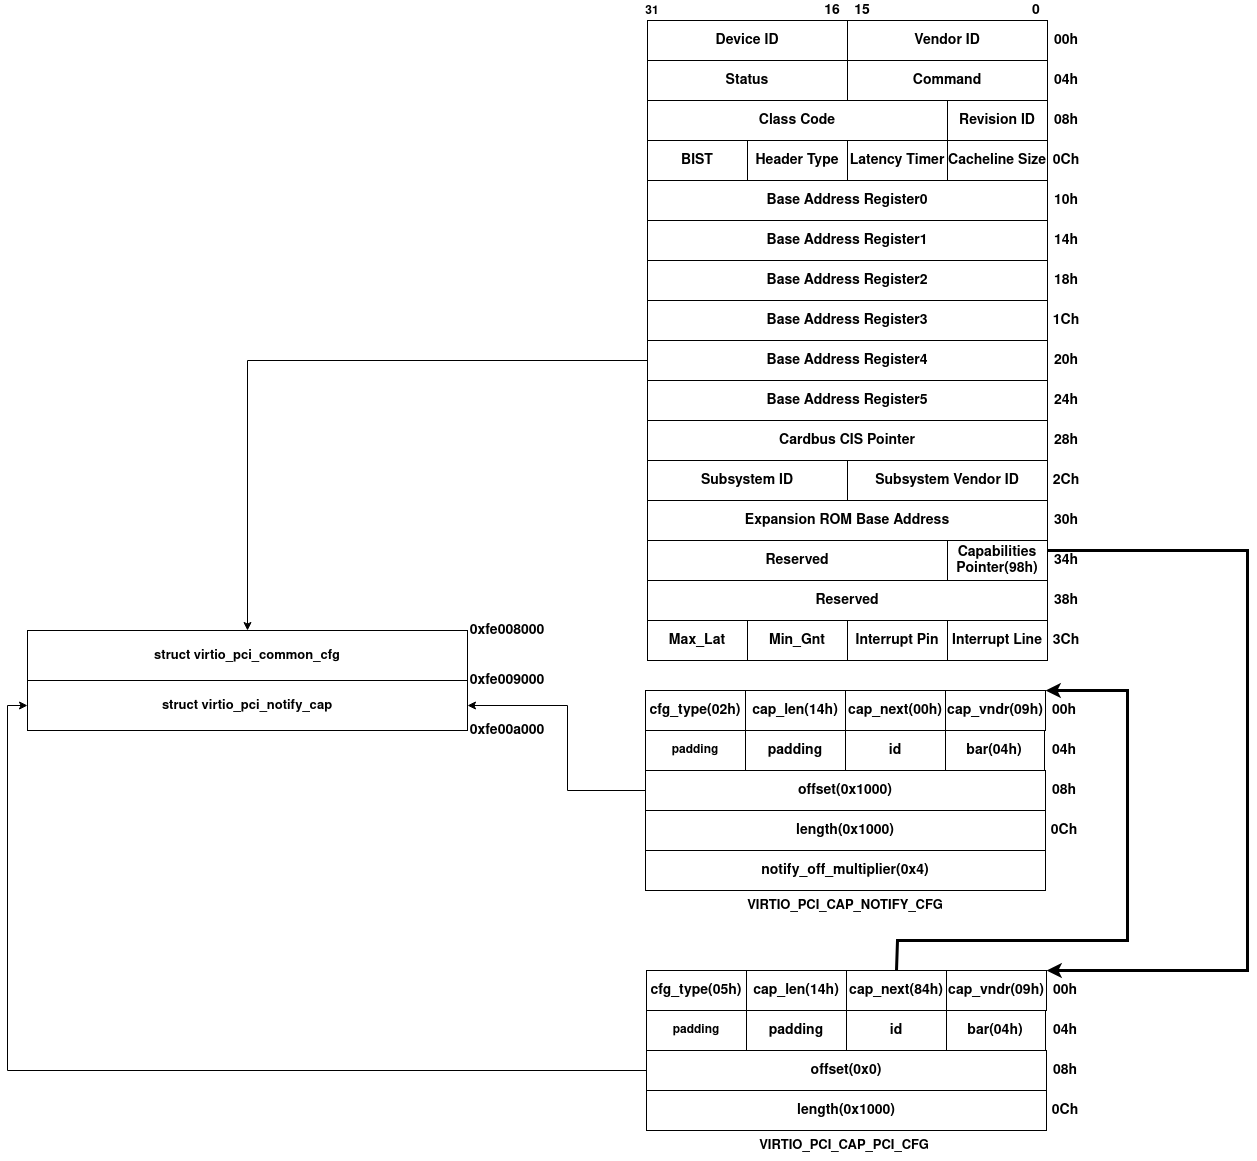 31 16 15 0
Device ID Vendor ID 00h
Status Command 04h
Class Code Revision ID 08h
BIST Header Type Latency Timer Cacheline Size 0Ch
Base Address Register0 10h
Base Address Register1 14h
Base Address Register2 18h
Base Address Register3 1Ch
Base Address Register4 20h
Base Address Register5 24h
Cardbus CIS Pointer 28h
Subsystem ID Subsystem Vendor ID 2Ch
Expansion ROM Base Address 30h
Reserved Capabilities
Pointer(98h) 34h
Reserved 38h
Max_Lat Min_Gnt Interrupt Pin Interrupt Line 3Ch
0xfe008000
struct virtio_pci_common_cfg
0xfe009000
struct virtio_pci_notify_cap
0xfe00a000
cfg_type(02h) cap_len(14h) cap_next(00h) cap_vndr(09h) 00h
padding padding id bar(04h) 04h
offset(0x1000) 08h
length(0x1000) 0Ch
notify_off_multiplier(0x4)
VIRTIO_PCI_CAP_NOTIFY_CFG
cfg_type(05h) cap_len(14h) cap_next(84h) cap_vndr(09h) 00h
padding padding id bar(04h) 04h
offset(0x0) 08h
length(0x1000) 0Ch
VIRTIO_PCI_CAP_PCI_CFG